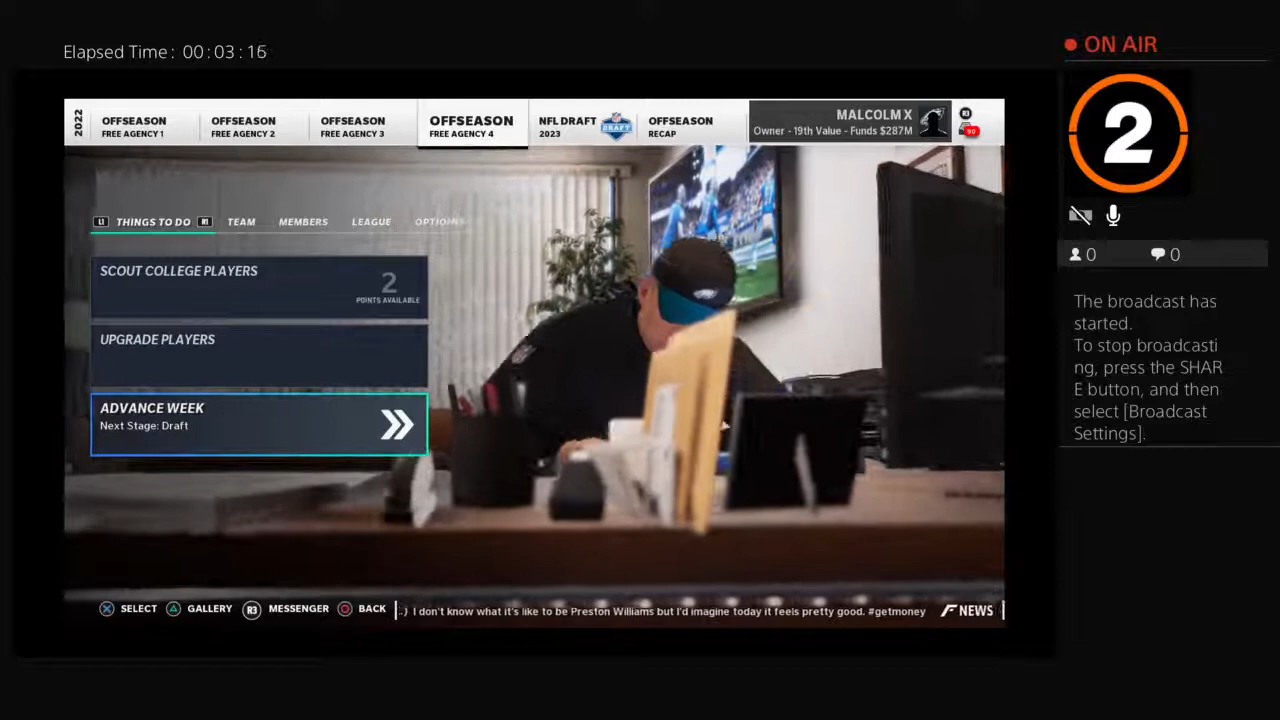 Elapsed Time: 00:03:16
ON AIR
2
2022
OFFSEASON
FREE AGENCY 1
OFFSEASON
FREE AGENCY 2
OFFSEASON
FREE AGENCY 3
OFFSEASON
FREE AGENCY 4
NFL DRAFT
2023
DRAFT
OFFSEASON
RECAP
MALCOLM X
Owner - 19th Value - Funds $287M
R3
90
L1 THINGS TO DO R1 TEAM MEMBERS LEAGUE OPTIONS
SCOUT COLLEGE PLAYERS
2
POINTS AVAILABLE
UPGRADE PLAYERS
ADVANCE WEEK
Next Stage: Draft
0 0
The broadcast has
started.
To stop broadcasti
ng, press the SHAR
E button, and then
select [Broadcast
Settings].
SELECT GALLERY R3 MESSENGER BACK
..) I don't know what it's like to be Preston Williams but I'd imagine today it feels pretty good. #getmoney
NEWS